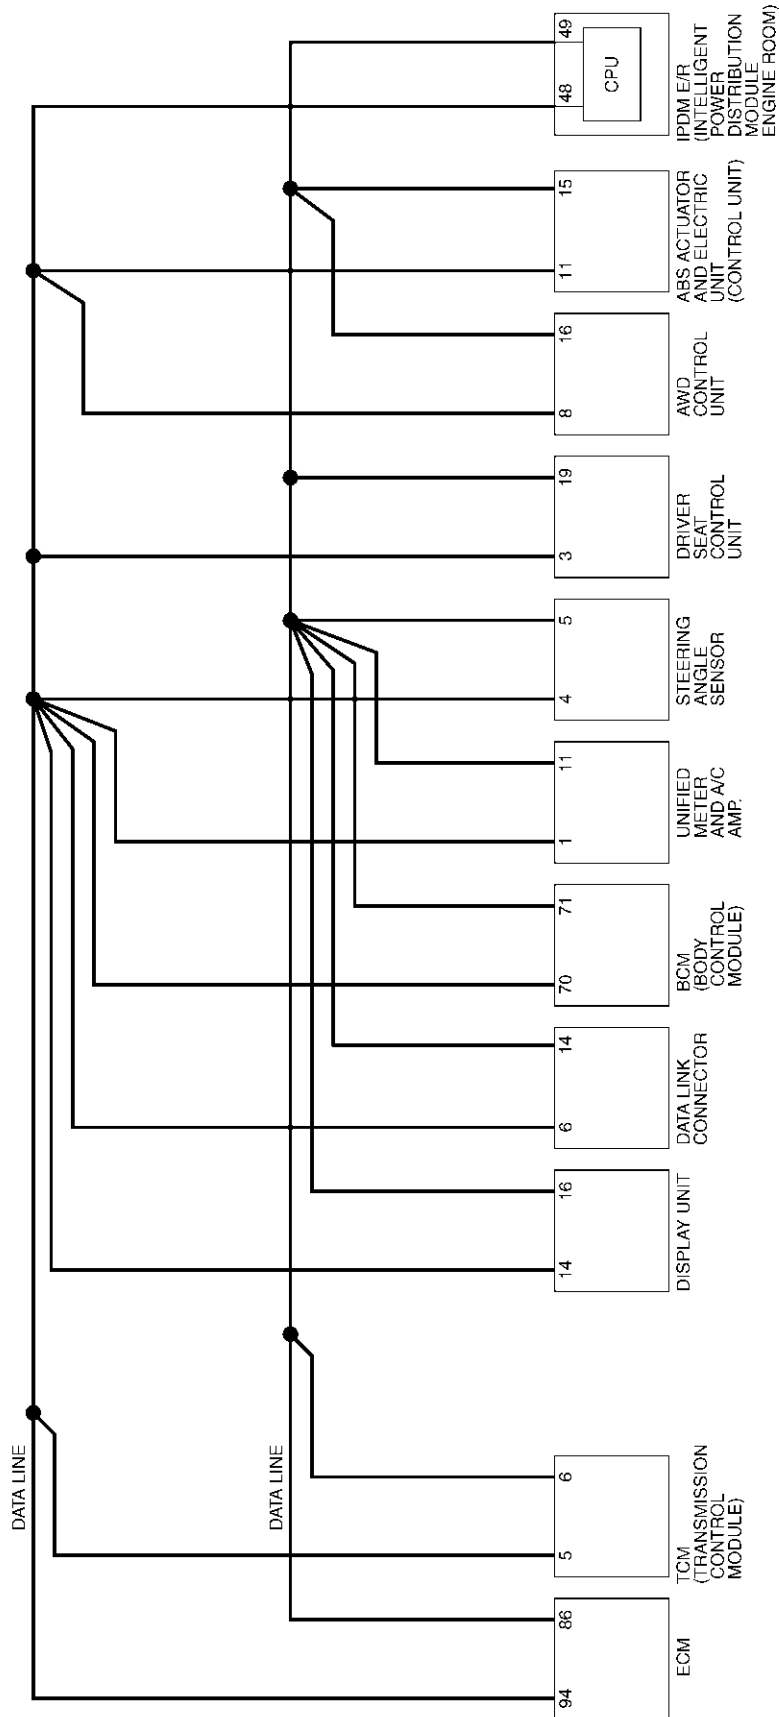 DATA LINE
DATA LINE
94
86
ECM
5
6
TCM
(TRANSMISSION
CONTROL
MODULE)
14
16
DISPLAY UNIT
6
14
DATA LINK
CONNECTOR
70
71
BCM
(BODY
CONTROL
MODULE)
1
11
UNIFIED
METER
AND A/C
AMP.
4
5
STEERING
ANGLE
SENSOR
3
19
DRIVER
SEAT
CONTROL
UNIT
8
16
AWD
CONTROL
UNIT
11
15
ABS ACTUATOR
AND ELECTRIC
UNIT
(CONTROL UNIT)
48
49
CPU
IPDM E/R
(INTELLIGENT
POWER
DISTRIBUTION
MODULE
ENGINE ROOM)